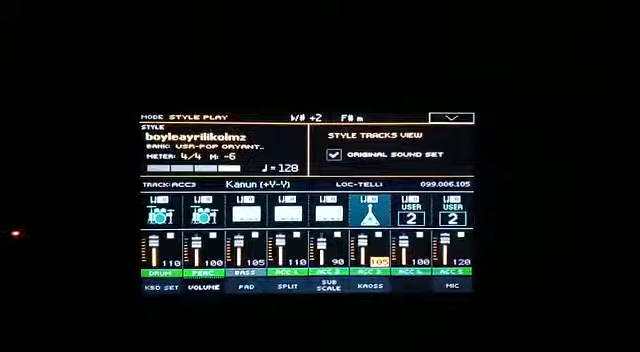 MODE STYLE PLAY b/# +2 F# m
STYLE
boyleayrilikolmz
BANK: USR-POP ORYANT..
METER: 4/4 M: -6
♩=128
STYLE TRACKS VIEW
ORIGINAL SOUND SET
TRACK:ACC3 Kanun (+Y-Y) LOC-TELLI 099.006.105
USER 2 USER 2
110 100 105 110 90 105 100 120
DRUM PERC BASS ACC 1 ACC 2 ACC 3 ACC 4 ACC 5
KBD SET VOLUME PAD SPLIT SUB SCALE KAOSS MIC